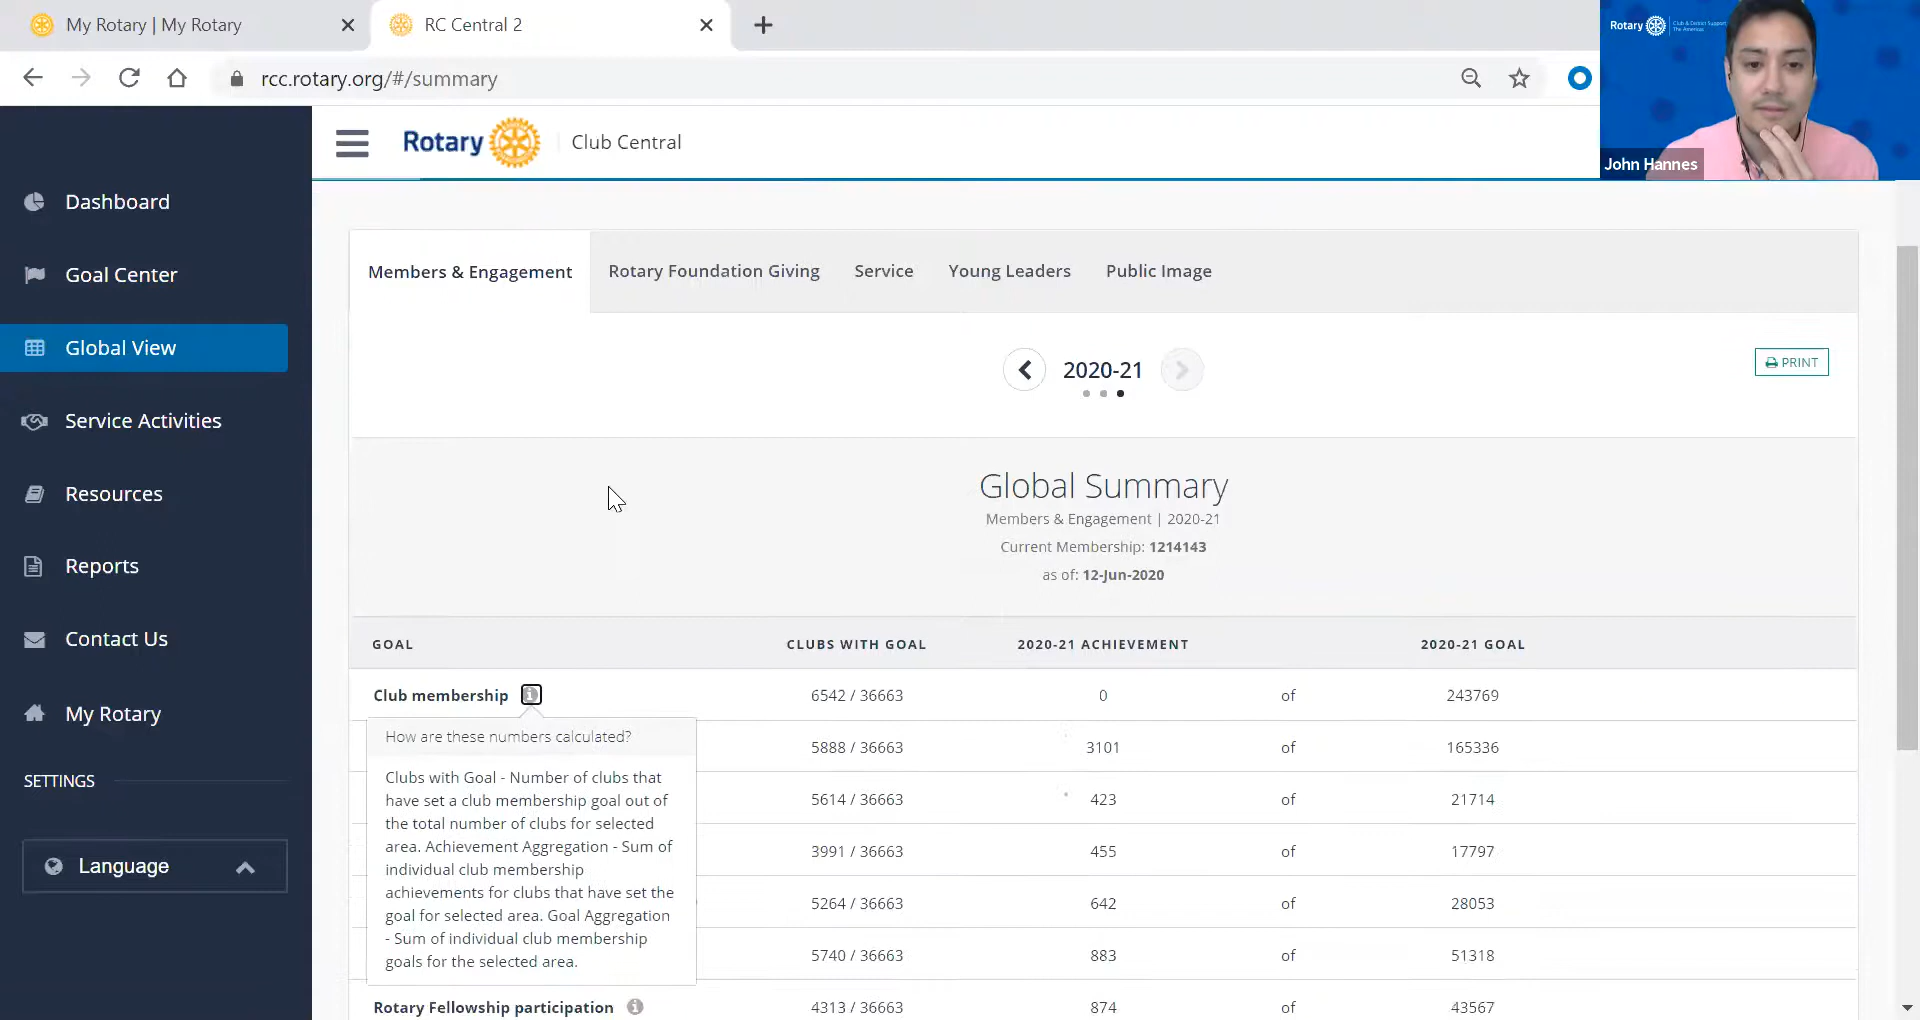 My Rotary | My Rotary
RC Central 2
rcc.rotary.org/#/summary
Rotary
Club & District Support
The Americas
John Hannes
Rotary
Club Central
Dashboard
Goal Center
Global View
Service Activities
Resources
Reports
Contact Us
My Rotary
SETTINGS
Language
Members & Engagement Rotary Foundation Giving Service Young Leaders Public Image
2020-21
PRINT
Global Summary
Members & Engagement | 2020-21
Current Membership: 1214143
as of: 12-Jun-2020
GOAL CLUBS WITH GOAL 2020-21 ACHIEVEMENT 2020-21 GOAL
Club membership 6542 / 36663 0 of 243769
5888 / 36663 3101 of 165336
5614 / 36663 423 of 21714
3991 / 36663 455 of 17797
5264 / 36663 642 of 28053
5740 / 36663 883 of 51318
Rotary Fellowship participation 4313 / 36663 874 of 43567
How are these numbers calculated?
Clubs with Goal - Number of clubs that
have set a club membership goal out of
the total number of clubs for selected
area. Achievement Aggregation - Sum of
individual club membership
achievements for clubs that have set the
goal for selected area. Goal Aggregation
- Sum of individual club membership
goals for the selected area.